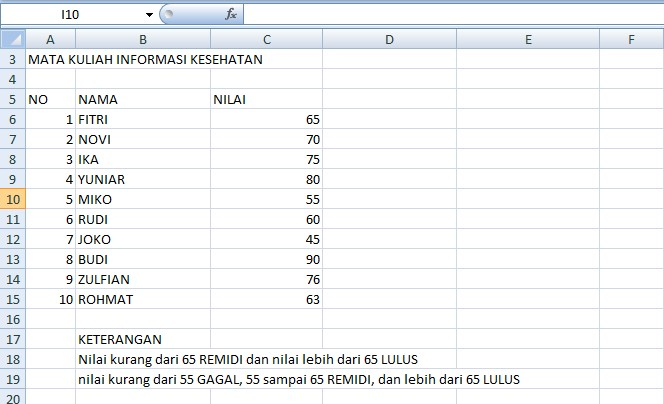 I10 fx
A B C D E F
3 MATA KULIAH INFORMASI KESEHATAN
4
5 NO NAMA NILAI
6 1 FITRI 65
7 2 NOVI 70
8 3 IKA 75
9 4 YUNIAR 80
10 5 MIKO 55
11 6 RUDI 60
12 7 JOKO 45
13 8 BUDI 90
14 9 ZULFIAN 76
15 10 ROHMAT 63
16
17 KETERANGAN
18 Nilai kurang dari 65 REMIDI dan nilai lebih dari 65 LULUS
19 nilai kurang dari 55 GAGAL, 55 sampai 65 REMIDI, dan lebih dari 65 LULUS
20